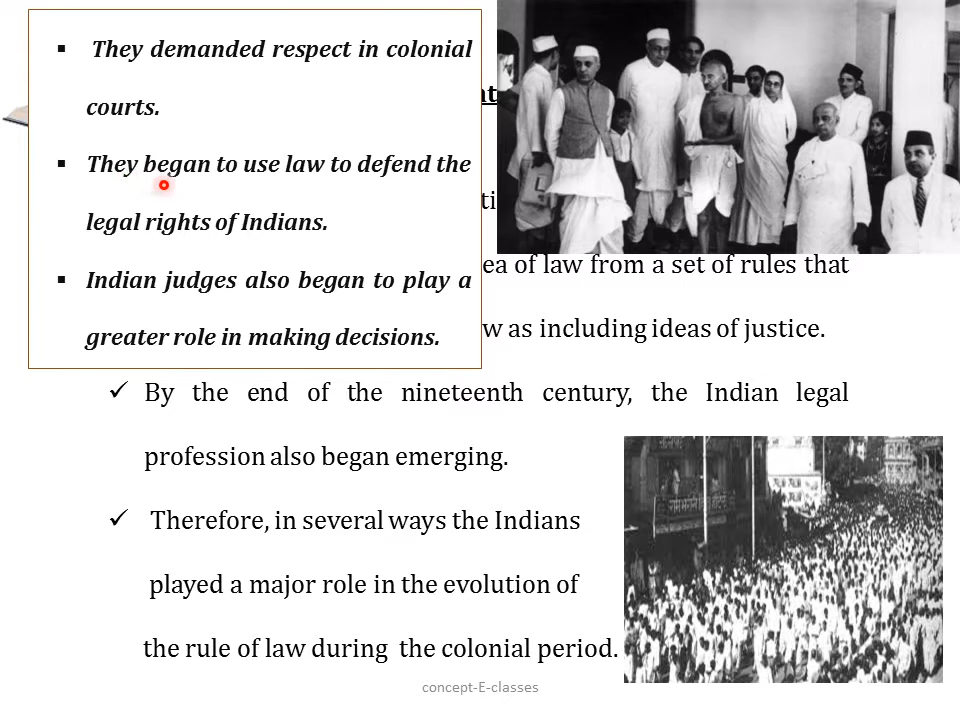 They demanded respect in colonial
courts.
They began to use law to defend the
legal rights of Indians.
Indian judges also began to play a
greater role in making decisions.
ea of law from a set of rules that
w as including ideas of justice.
By the end of the nineteenth century, the Indian legal
profession also began emerging.
Therefore, in several ways the Indians
played a major role in the evolution of
the rule of law during the colonial period.
concept-E-classes